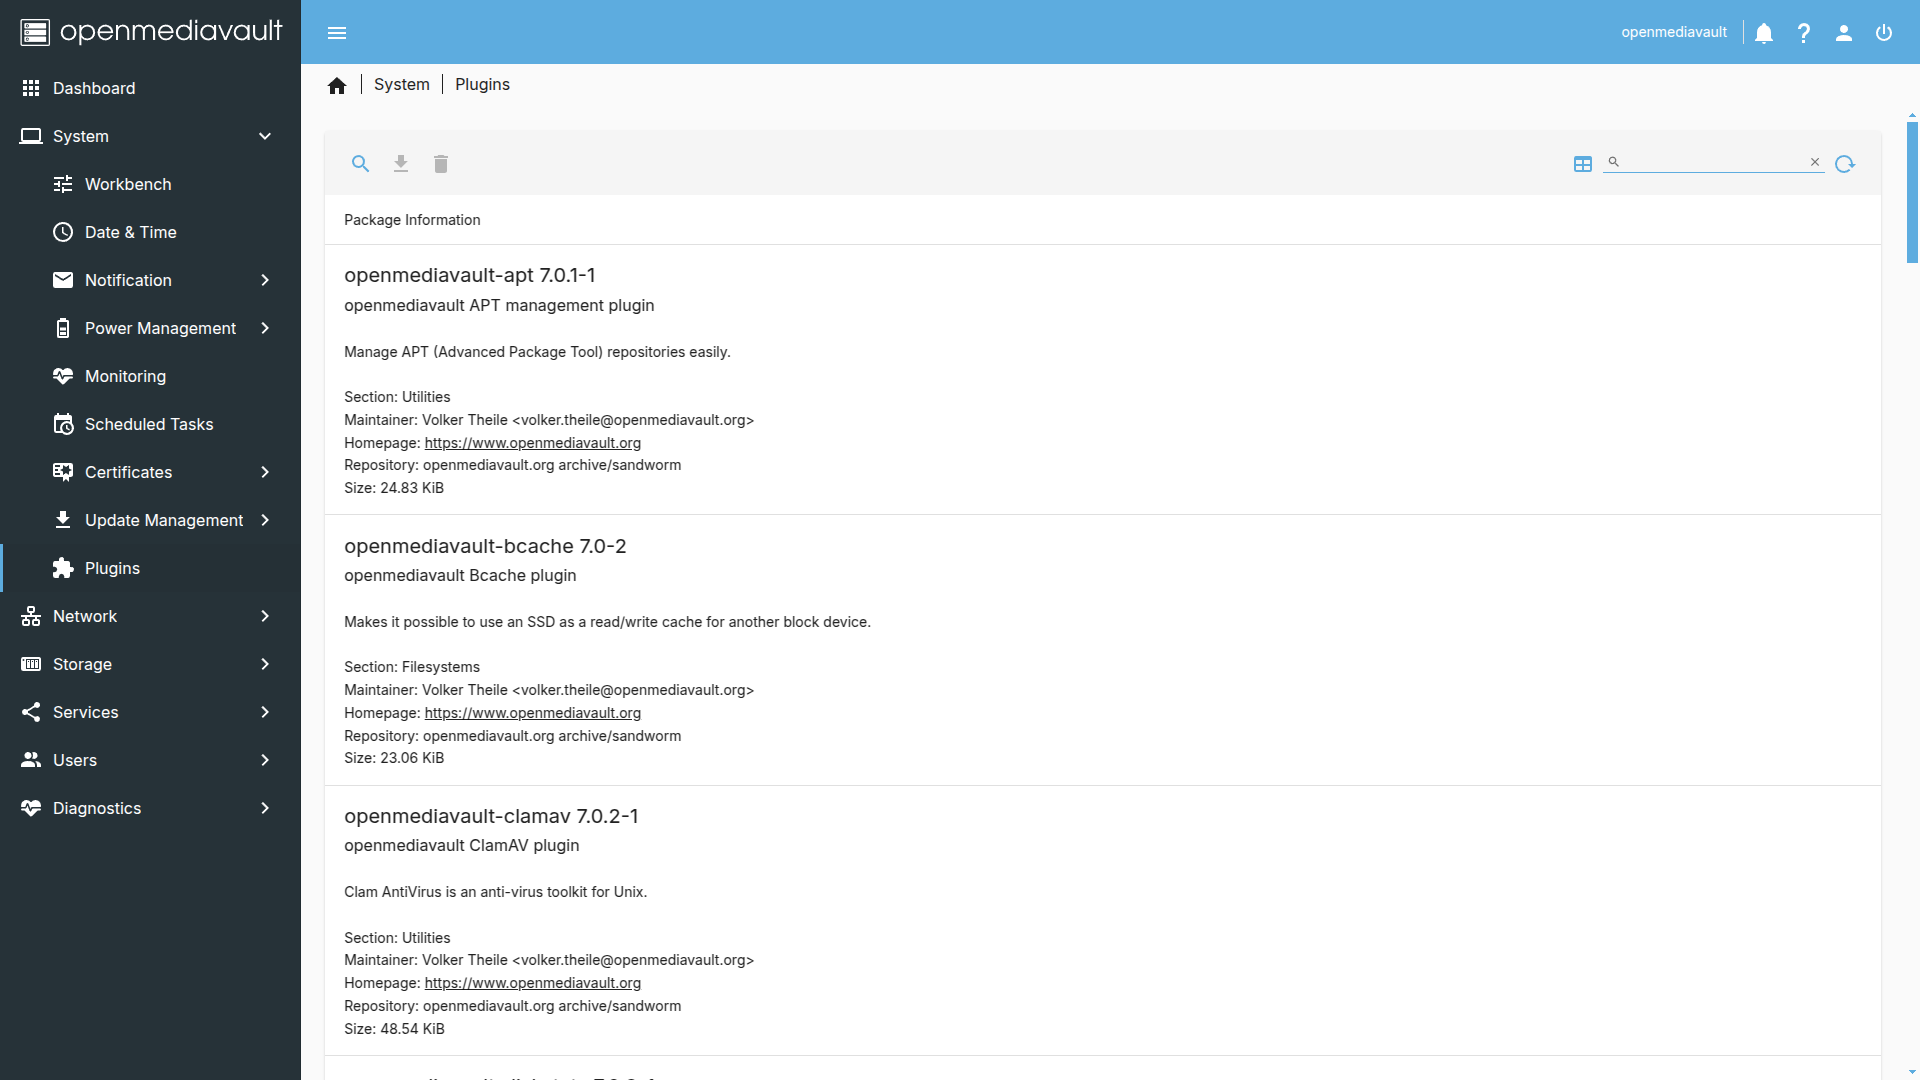 openmediavault
openmediavault
Dashboard
System
Workbench
Date & Time
Notification
Power Management
Monitoring
Scheduled Tasks
Certificates
Update Management
Plugins
Network
Storage
Services
Users
Diagnostics
System
Plugins
Package Information
openmediavault-apt 7.0.1-1
openmediavault APT management plugin
Manage APT (Advanced Package Tool) repositories easily.
Section: Utilities
Maintainer: Volker Theile <volker.theile@openmediavault.org>
Homepage: https://www.openmediavault.org
Repository: openmediavault.org archive/sandworm
Size: 24.83 KiB
openmediavault-bcache 7.0-2
openmediavault Bcache plugin
Makes it possible to use an SSD as a read/write cache for another block device.
Section: Filesystems
Maintainer: Volker Theile <volker.theile@openmediavault.org>
Homepage: https://www.openmediavault.org
Repository: openmediavault.org archive/sandworm
Size: 23.06 KiB
openmediavault-clamav 7.0.2-1
openmediavault ClamAV plugin
Clam AntiVirus is an anti-virus toolkit for Unix.
Section: Utilities
Maintainer: Volker Theile <volker.theile@openmediavault.org>
Homepage: https://www.openmediavault.org
Repository: openmediavault.org archive/sandworm
Size: 48.54 KiB